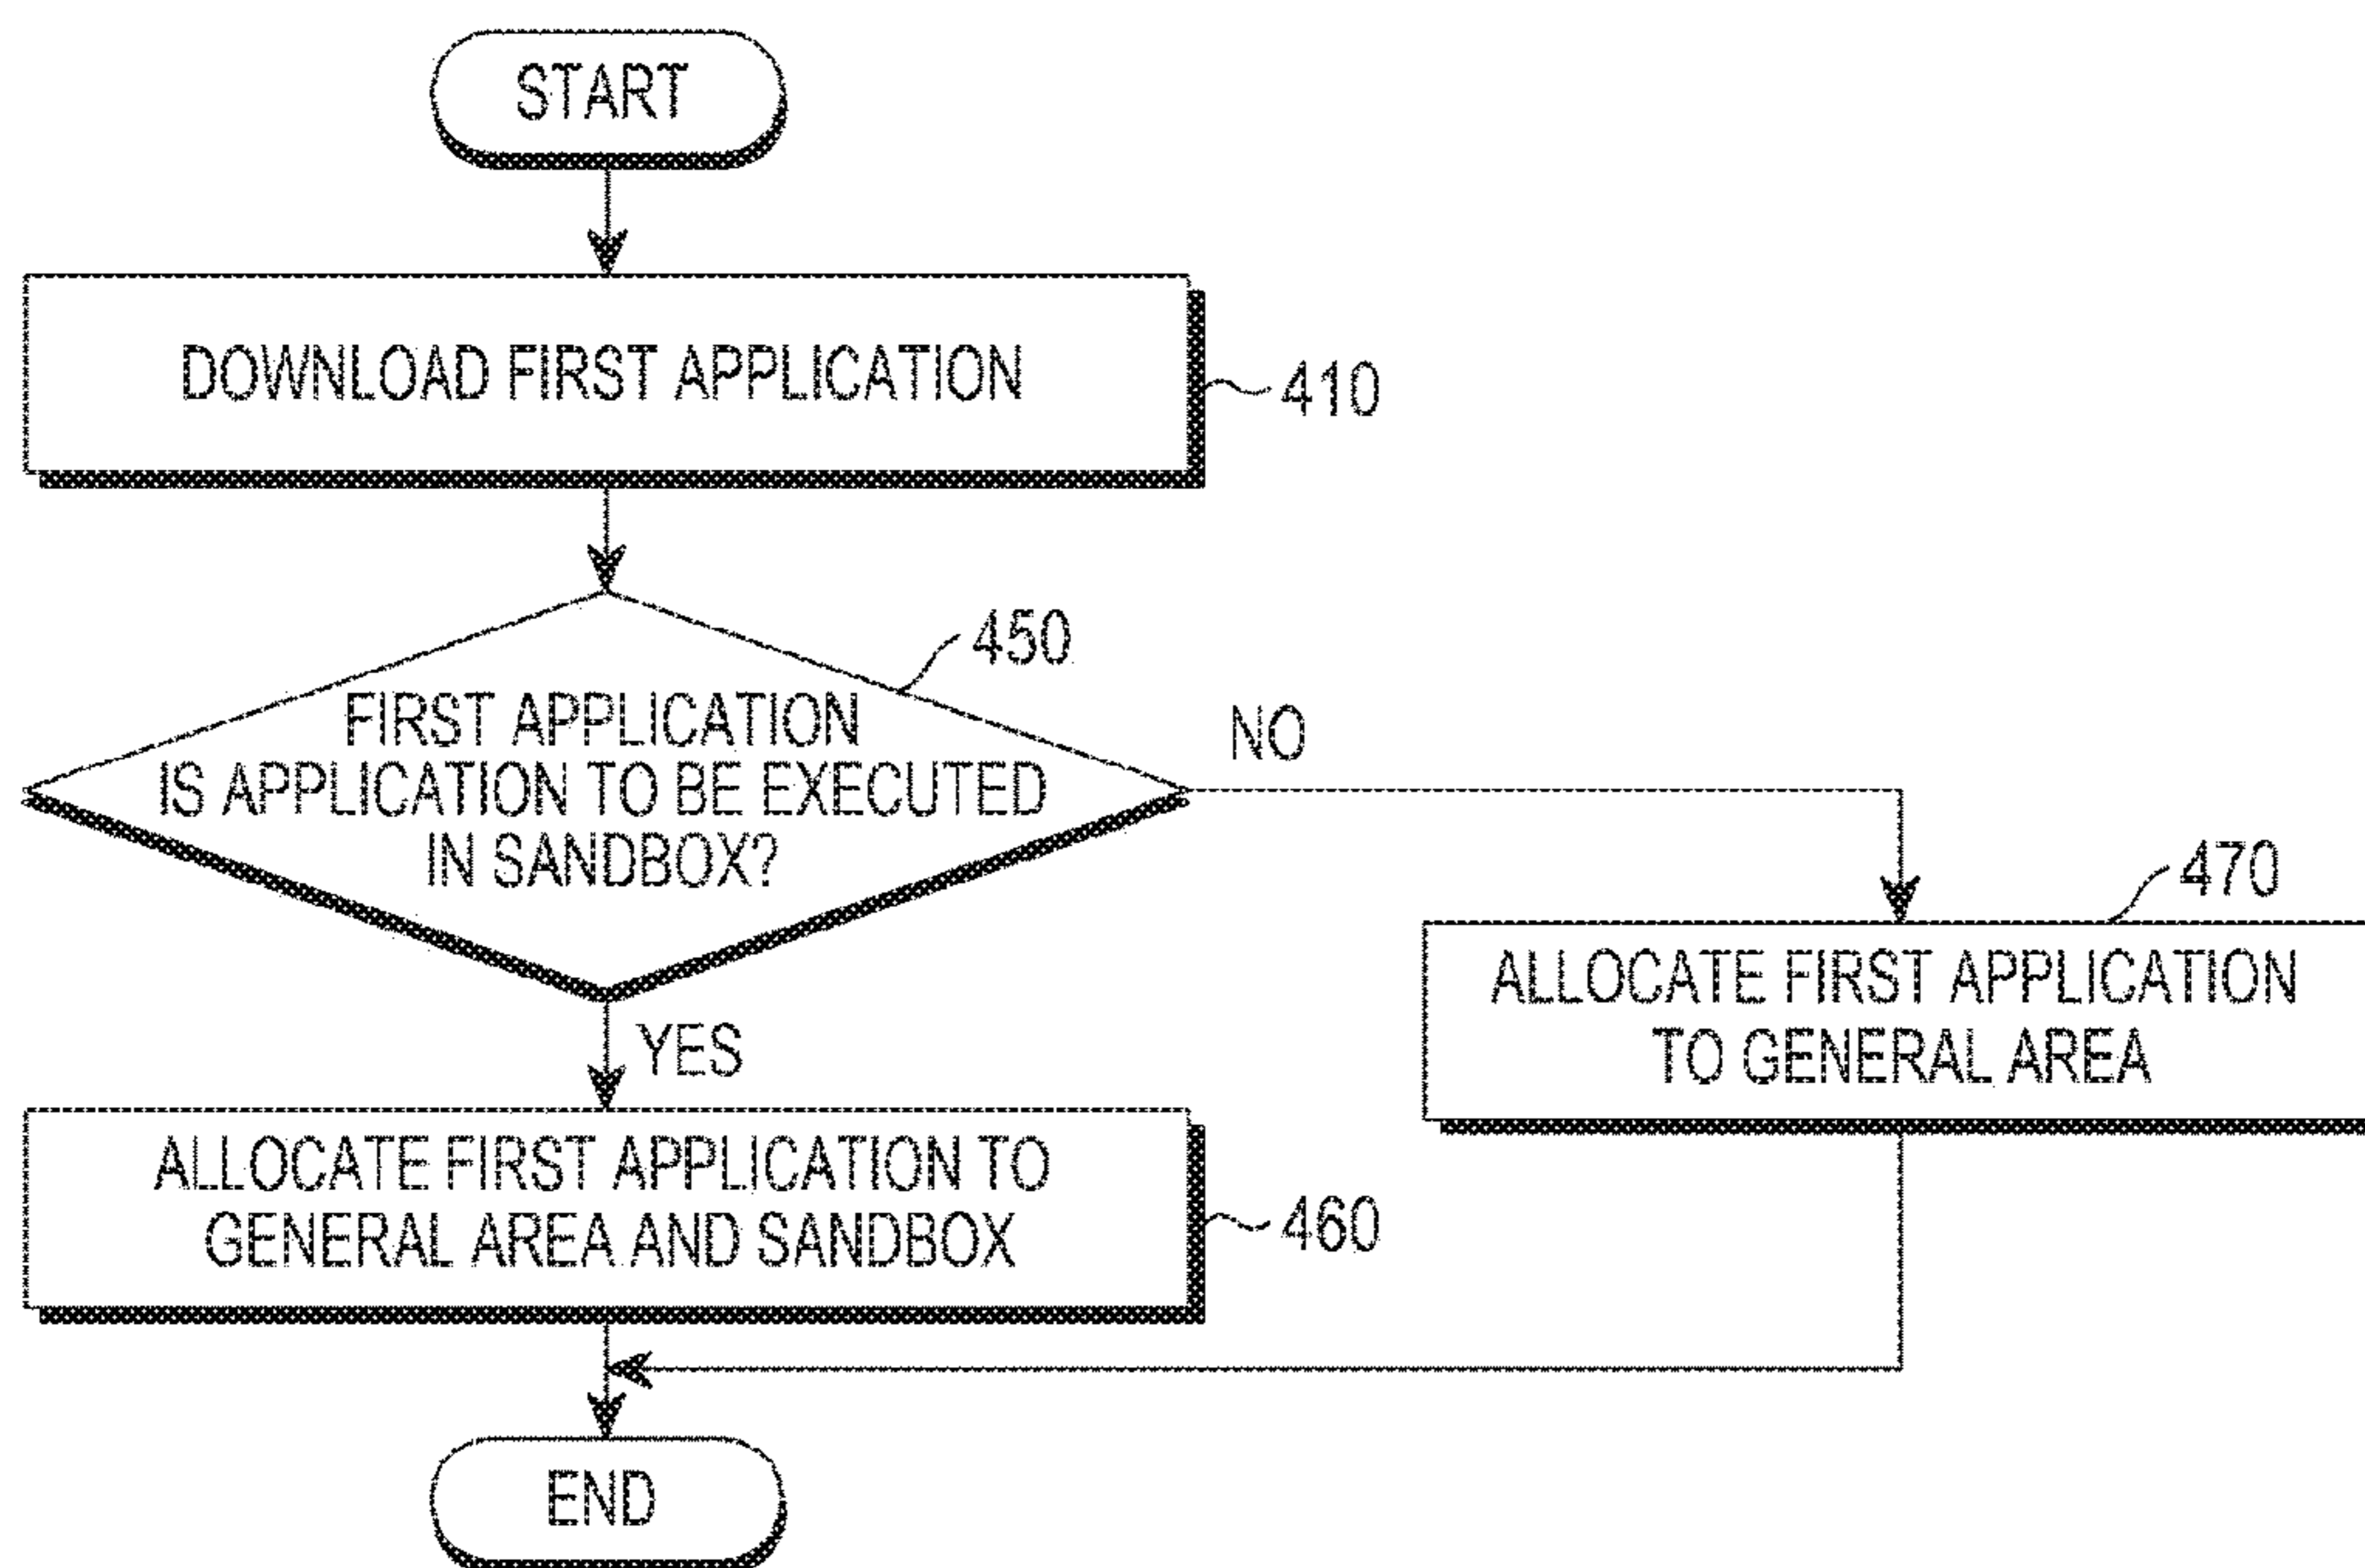 START
DOWNLOAD FIRST APPLICATION
410
450
FIRST APPLICATION
IS APPLICATION TO BE EXECUTED
IN SANDBOX?
NO
YES
470
ALLOCATE FIRST APPLICATION
TO GENERAL AREA
ALLOCATE FIRST APPLICATION TO
GENERAL AREA AND SANDBOX
460
END